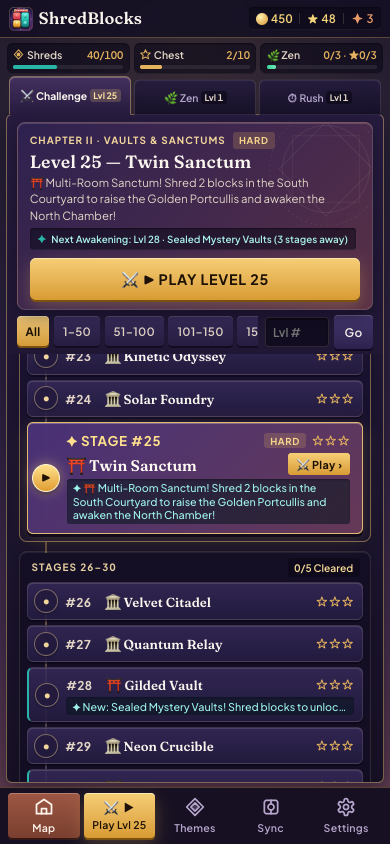 ShredBlocks
450
48
3
Shreds 40/100
Chest 2/10
Zen 0/3 · ★0/3
Challenge Lvl 25
Zen Lvl 1
Rush Lvl 1
CHAPTER II · VAULTS & SANCTUMS HARD
Level 25 — Twin Sanctum
Multi-Room Sanctum! Shred 2 blocks in the South
Courtyard to raise the Golden Portcullis and awaken the
North Chamber!
Next Awakening: Lvl 28 · Sealed Mystery Vaults (3 stages away)
PLAY LEVEL 25
All
1–50
51–100
101–150
15
Lvl #
Go
#23 Kinetic Odyssey
#24 Solar Foundry
STAGE #25 HARD
Twin Sanctum
Play ›
Multi-Room Sanctum! Shred 2 blocks in the
South Courtyard to raise the Golden Portcullis and
awaken the North Chamber!
STAGES 26–30 0/5 Cleared
#26 Velvet Citadel
#27 Quantum Relay
#28 Gilded Vault
New: Sealed Mystery Vaults! Shred blocks to unloc...
#29 Neon Crucible
Map
Play Lvl 25
Themes
Sync
Settings